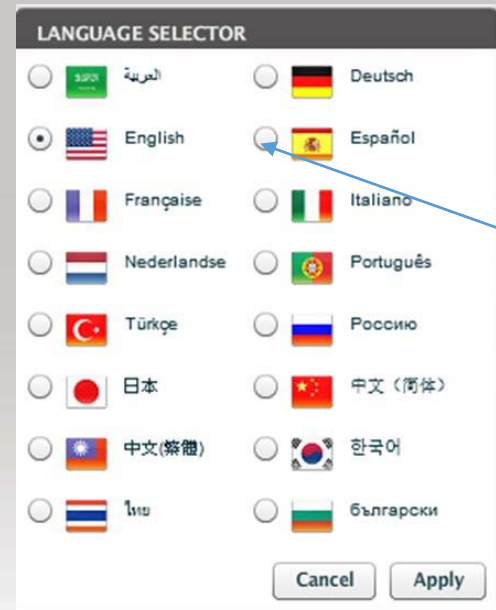 LANGUAGE SELECTOR
العربية Deutsch
English Español
Française Italiano
Nederlandse Português
Türkçe Россию
日本 中文（简体）
中文(繁體) 한국어
ไทย български
Cancel Apply